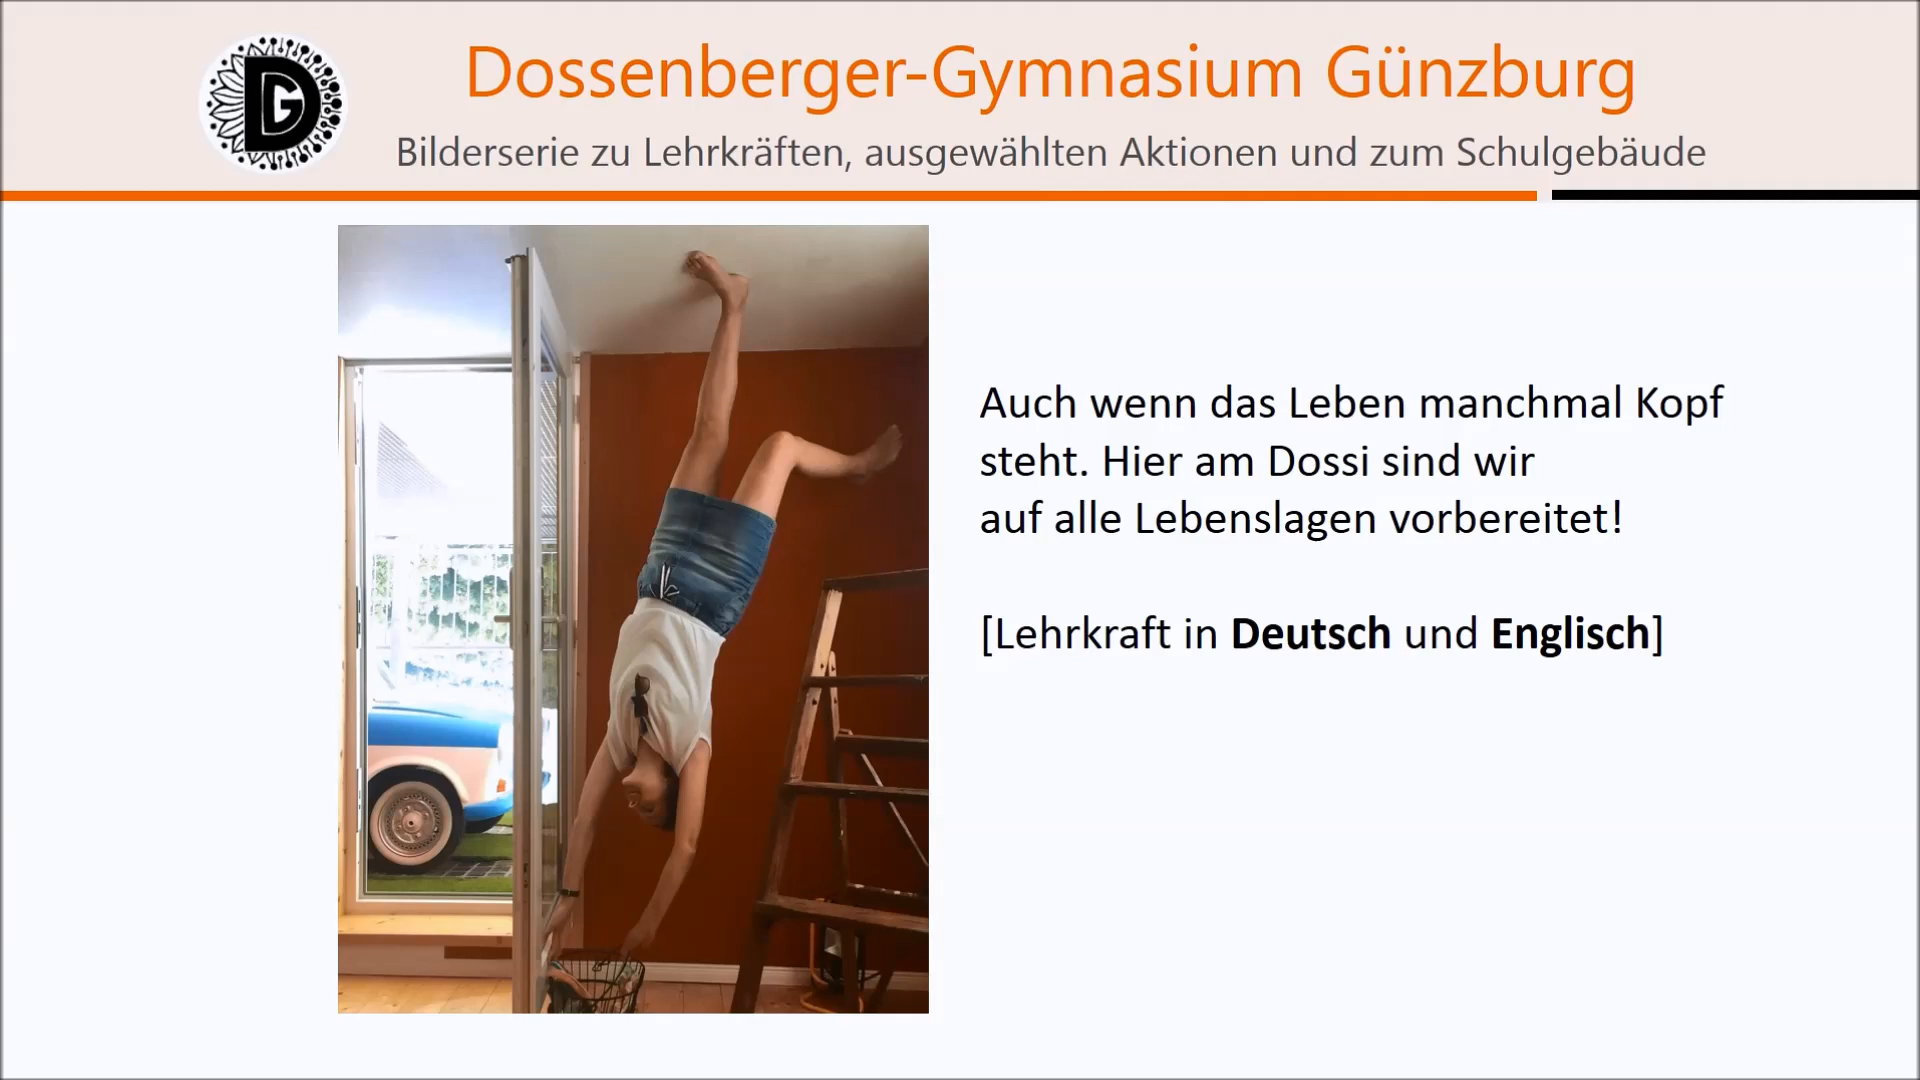 DG
Dossenberger-Gymnasium Günzburg
Bilderserie zu Lehrkräften, ausgewählten Aktionen und zum Schulgebäude
Auch wenn das Leben manchmal Kopf
steht. Hier am Dossi sind wir
auf alle Lebenslagen vorbereitet!
[Lehrkraft in Deutsch und Englisch]